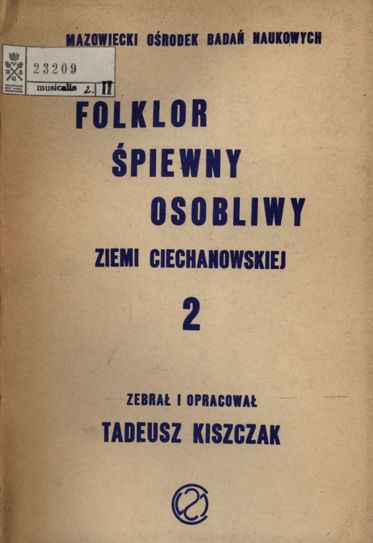 MAZOWIECKI OŚRODEK BADAŃ NAUKOWYCH
23209
musicalia 2. II
FOLKLOR
ŚPIEWNY
OSOBLIWY
ZIEMI CIECHANOWSKIEJ
2
ZEBRAŁ I OPRACOWAŁ
TADEUSZ KISZCZAK